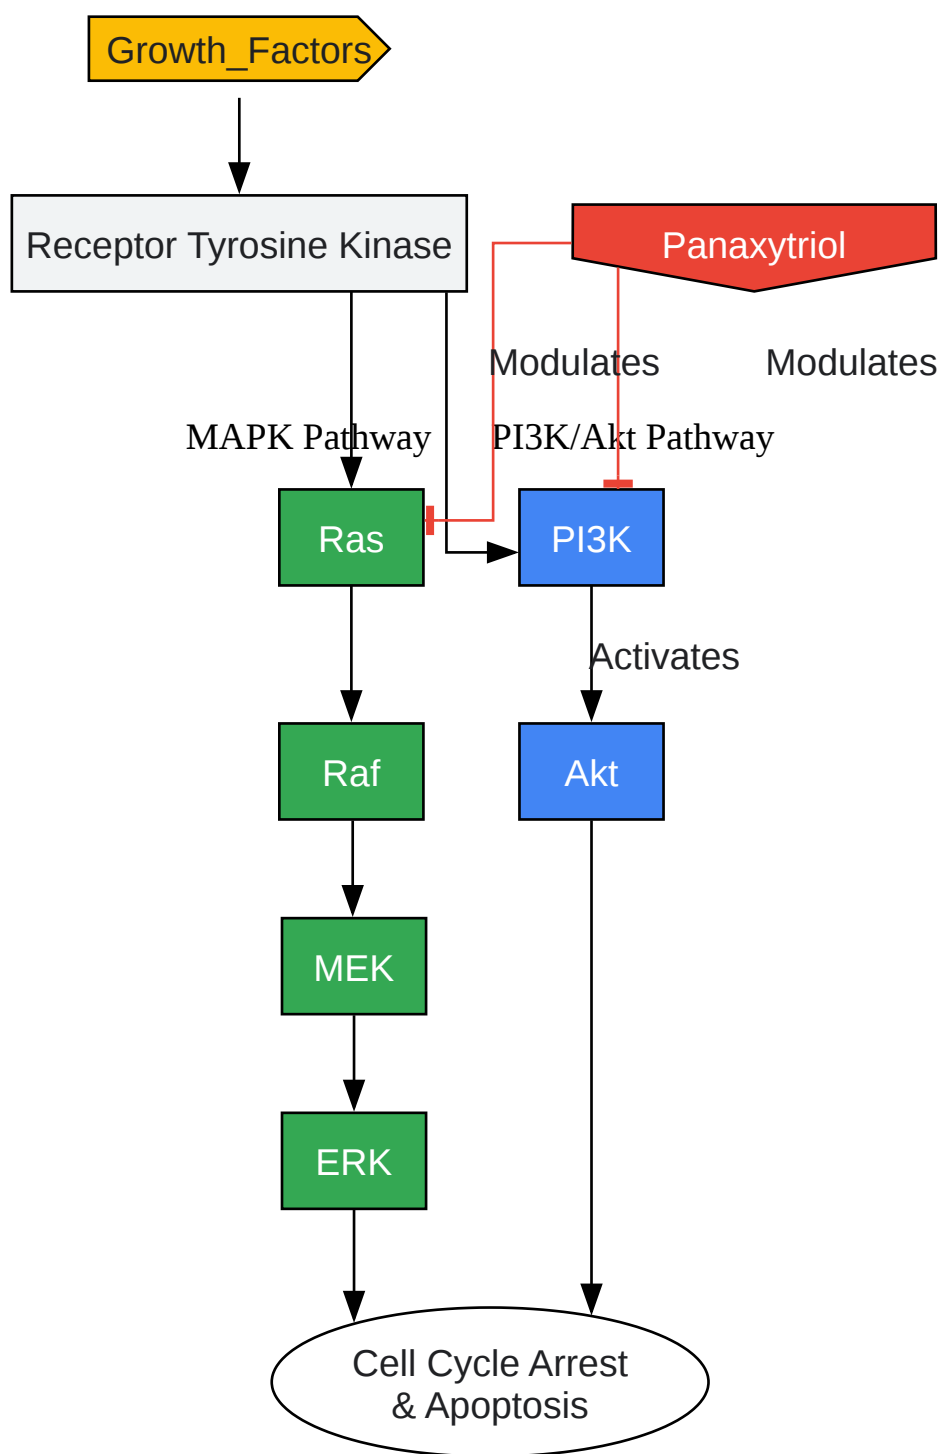 Growth_Factors
Receptor Tyrosine Kinase
Panaxytriol
Modulates
Modulates
MAPK Pathway
PI3K/Akt Pathway
Ras
PI3K
Activates
Raf
Akt
MEK
ERK
Cell Cycle Arrest
& Apoptosis